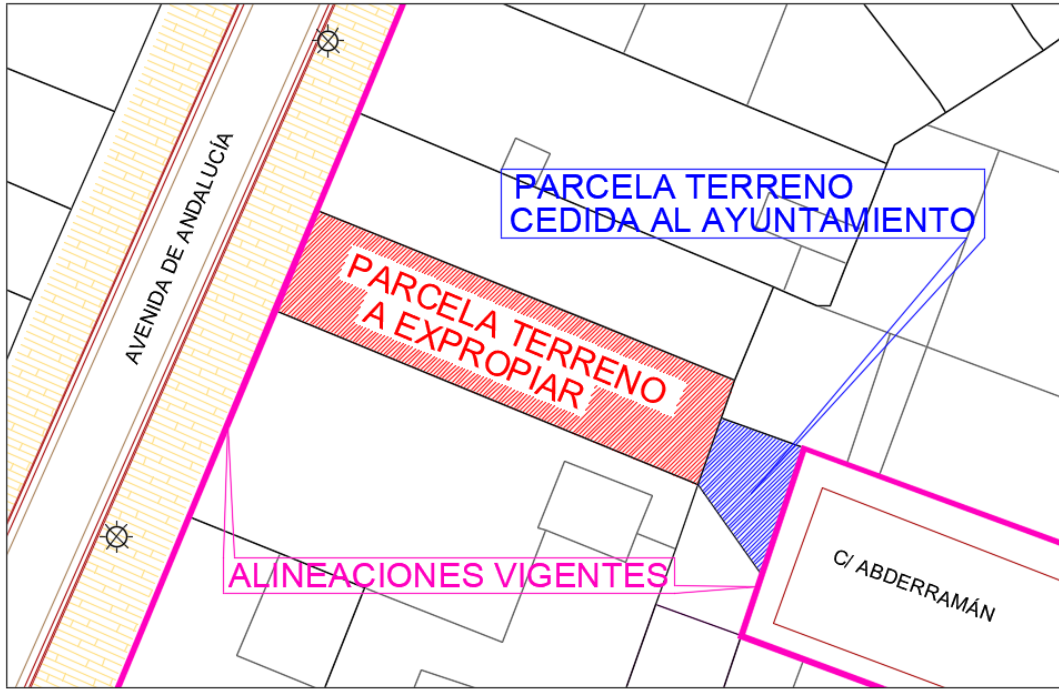 AVENIDA DE ANDALUCÍA
PARCELA TERRENO
CEDIDA AL AYUNTAMIENTO
PARCELA TERRENO
A EXPROPIAR
ALINEACIONES VIGENTES
C/ ABDERRAMÁN